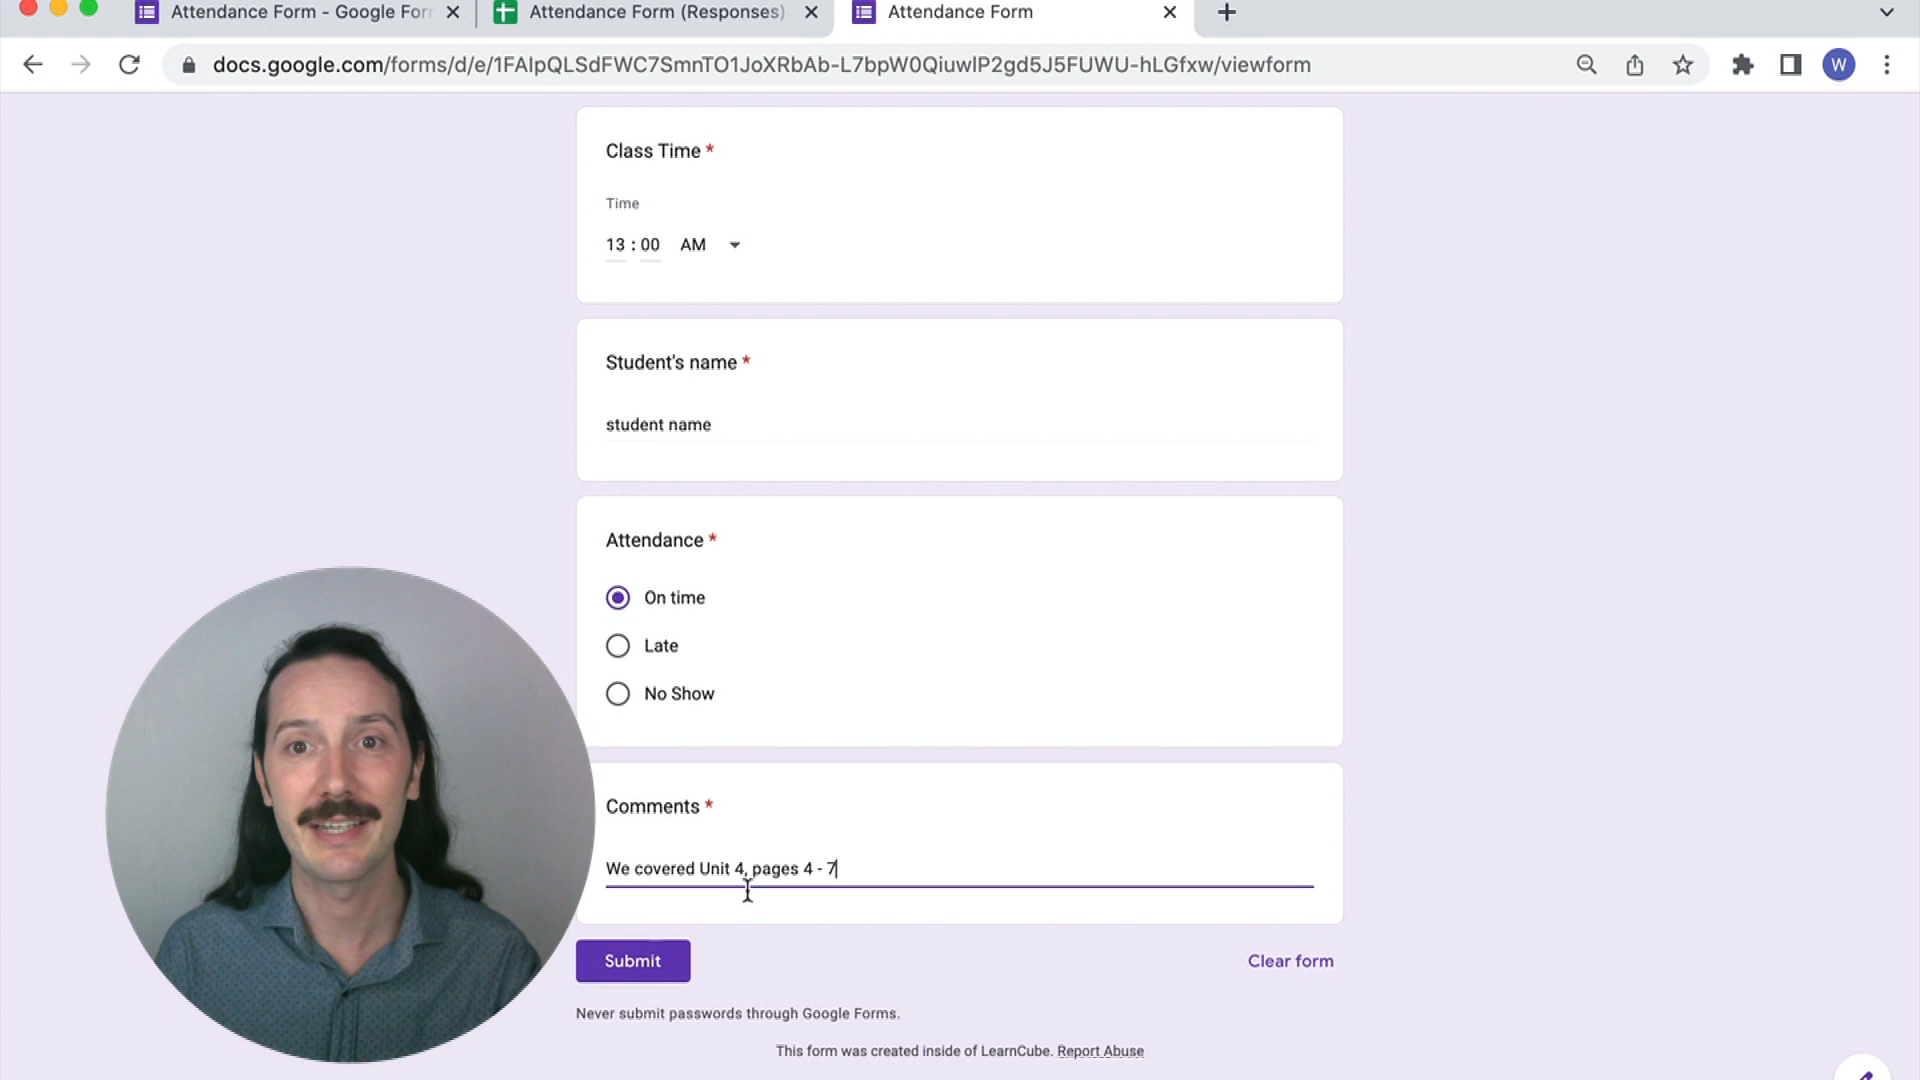 Attendance Form - Google For
Attendance Form (Responses)
Attendance Form
docs.google.com/forms/d/e/1FAIpQLSdFWC7SmnTO1JoXRbAb-L7bpW0QiuwlP2gd5J5FUWU-hLGfxw/viewform
W
Class Time *
Time
13 : 00 AM
Student's name *
student name
Attendance *
On time
Late
No Show
Comments *
We covered Unit 4, pages 4 - 7
Submit
Clear form
Never submit passwords through Google Forms.
This form was created inside of LearnCube. Report Abuse